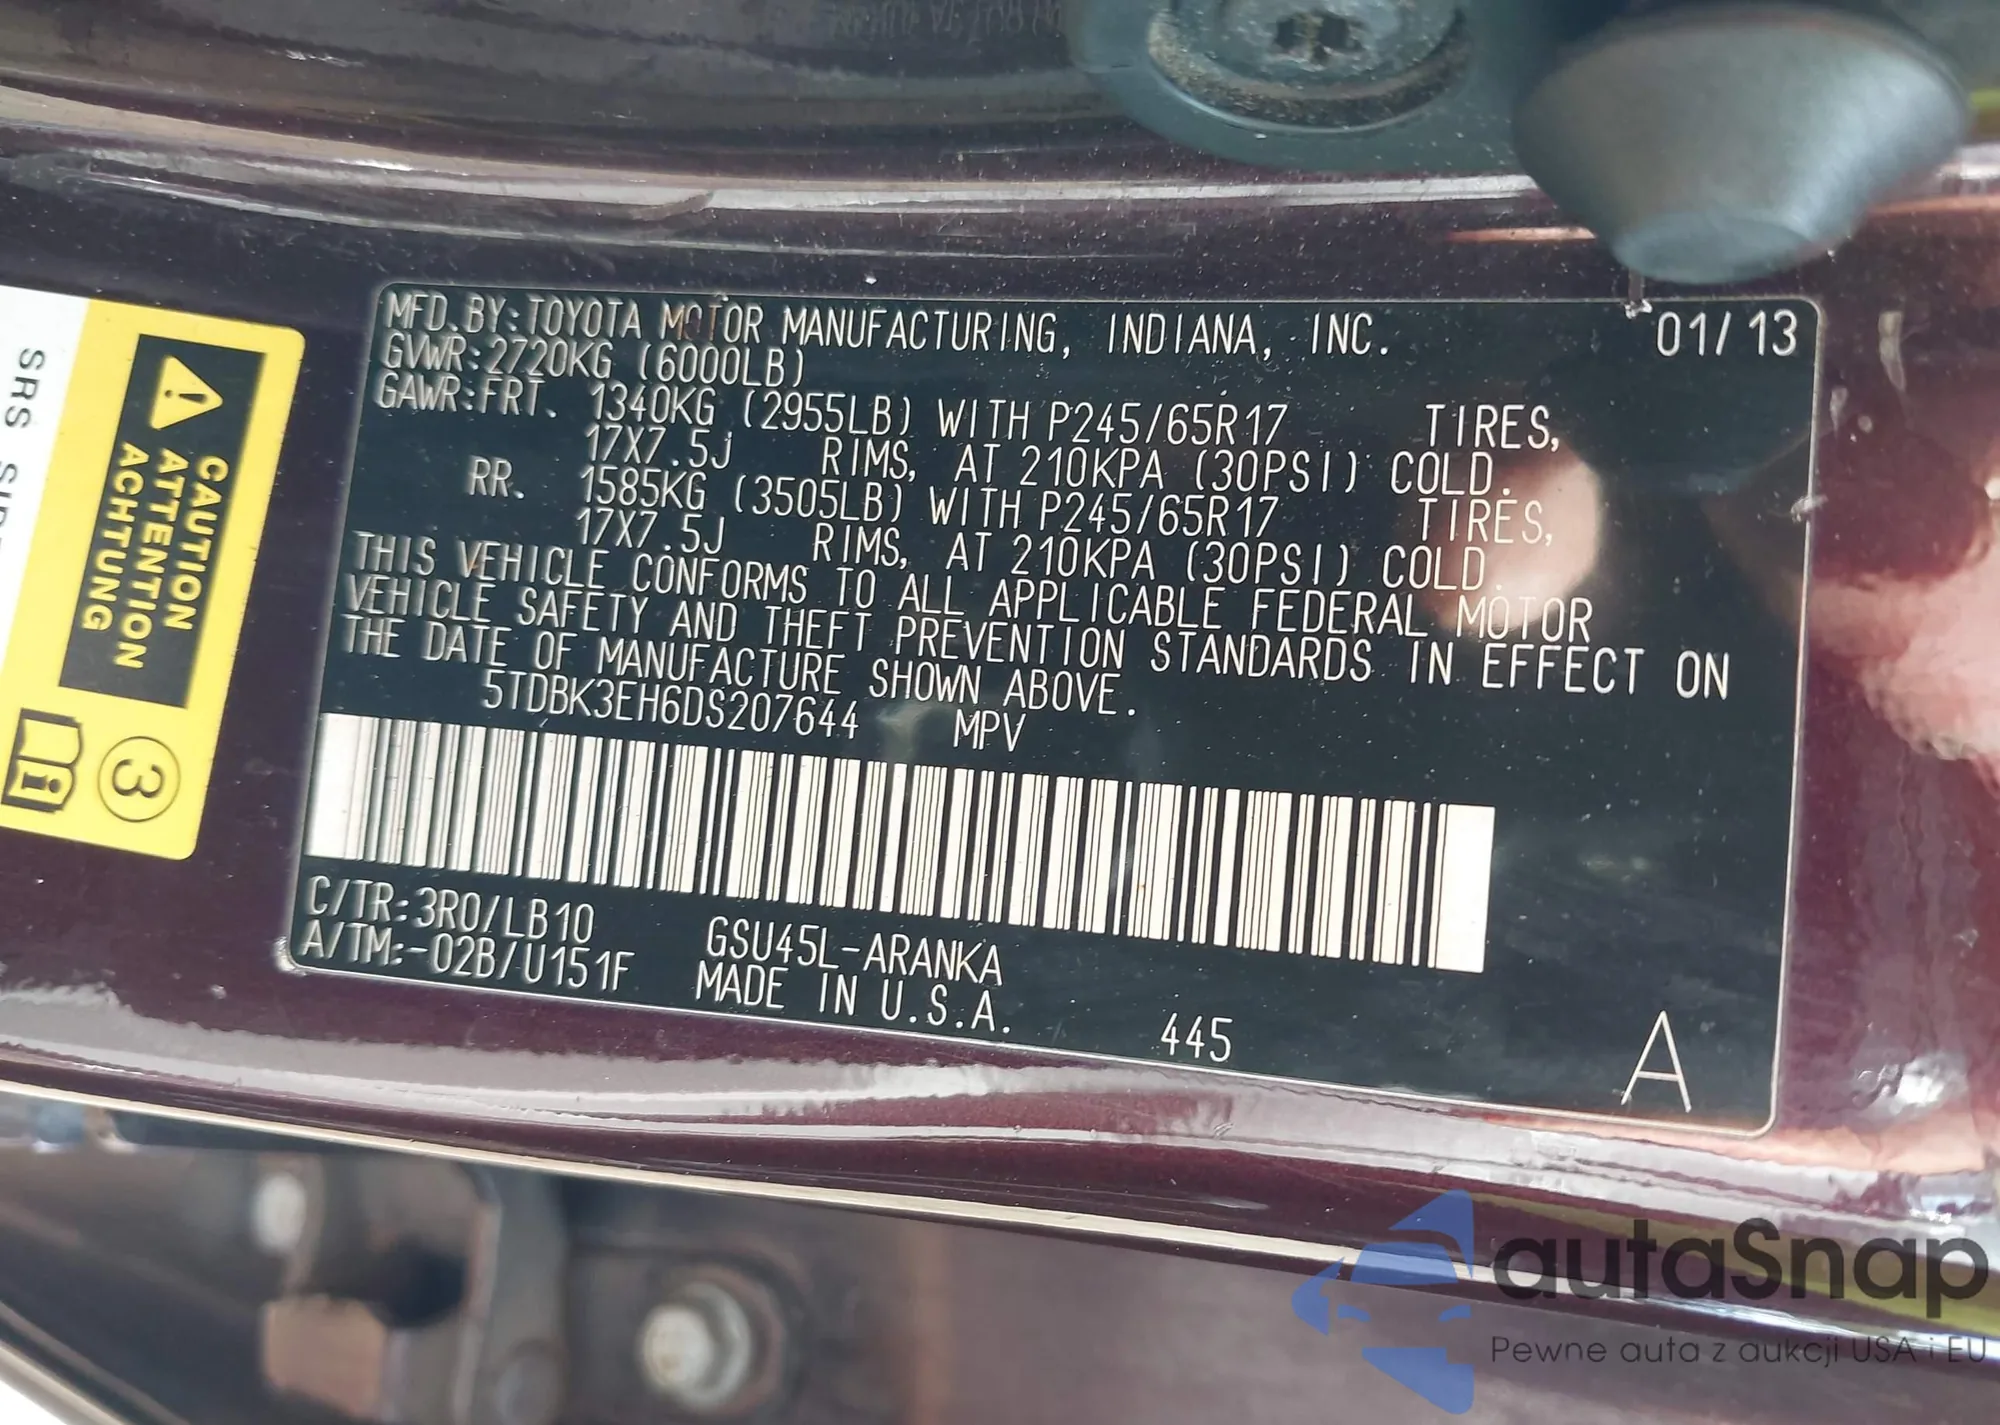 MFD. BY: TOYOTA MOTOR MANUFACTURING, INDIANA, INC. 01/13
GVWR: 2720KG (6000LB)
GAWR: FRT. 1340KG (2955LB) WITH P245/65R17 TIRES,
17X7.5J RIMS, AT 210KPA (30PSI) COLD.
RR. 1585KG (3505LB) WITH P245/65R17 TIRES,
17X7.5J RIMS, AT 210KPA (30PSI) COLD.
THIS VEHICLE CONFORMS TO ALL APPLICABLE FEDERAL MOTOR
VEHICLE SAFETY AND THEFT PREVENTION STANDARDS IN EFFECT ON
THE DATE OF MANUFACTURE SHOWN ABOVE.
5TDBK3EH6DS207644 MPV
C/TR: 3R0/LB10 GSU45L-ARANKA
A/TM:-02B/U151F MADE IN U.S.A.
445
A
SRS
CAUTION
ATTENTION
ACHTUNG
3
i
autaSnap
Pewne auta z aukcji USA i EU